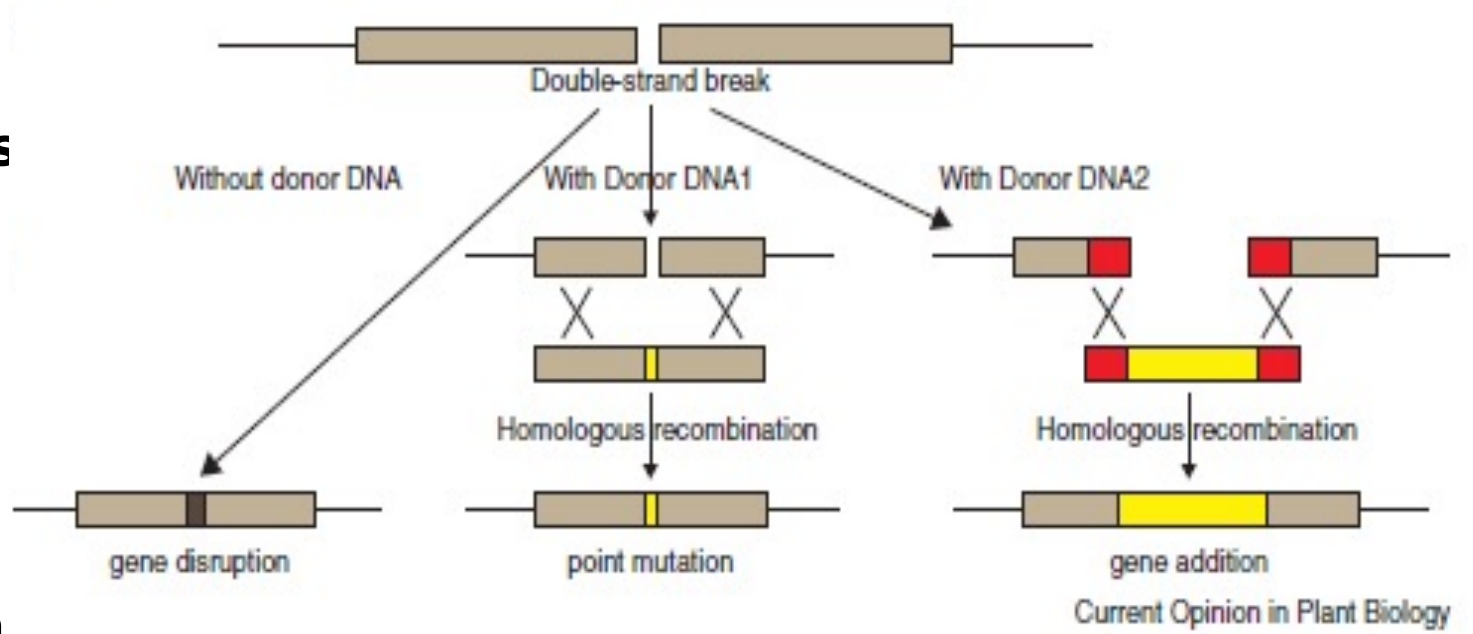 Double-strand break
s
Without donor DNA
With Donor DNA1
With Donor DNA2
Homologous recombination
Homologous recombination
gene disruption
point mutation
gene addition
Current Opinion in Plant Biology